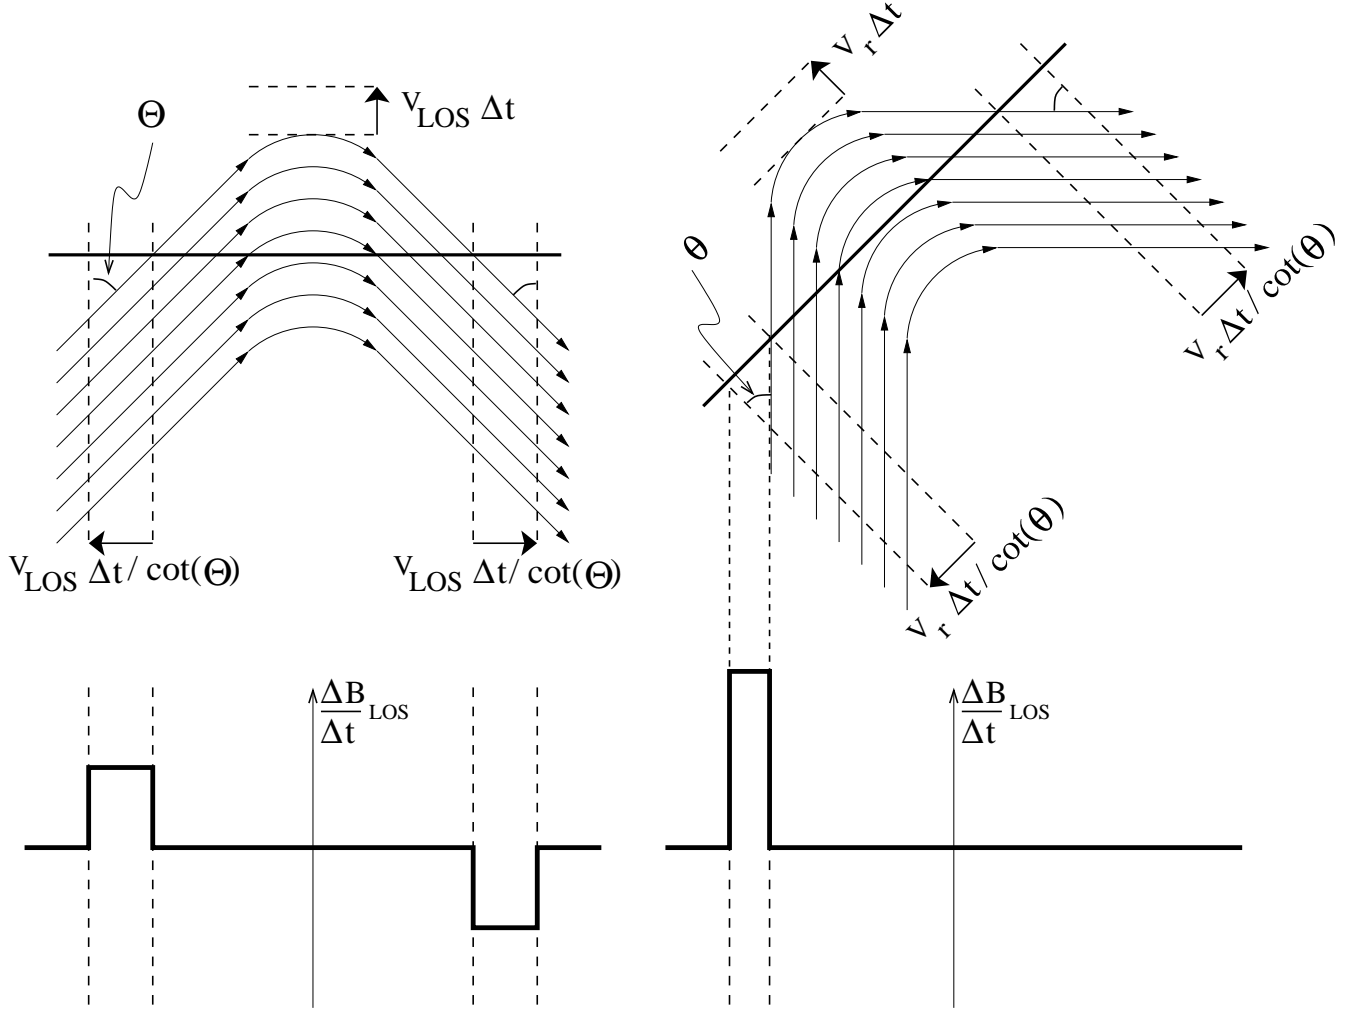 Θ
V_LOS Δt
V_LOS Δt / cot(Θ)
V_LOS Δt / cot(Θ)
ΔB/Δt LOS
V_r Δt
θ
V_r Δt / cot(θ)
V_r Δt / cot(θ)
ΔB/Δt LOS